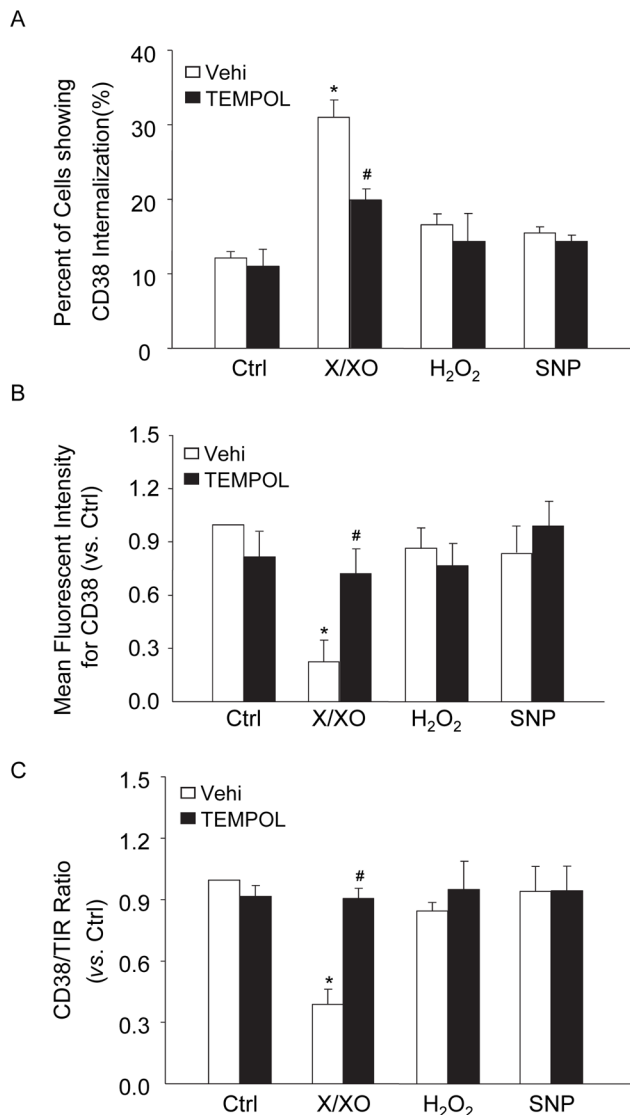 A
Percent of Cells showing
CD38 Internalization(%)
40
30
20
10
0
Vehi
TEMPOL
*
#
Ctrl
X/XO
H₂O₂
SNP
B
Mean Fluorescent Intensity
for CD38 (vs. Ctrl)
1.5
1.2
0.9
0.6
0.3
0.0
Vehi
TEMPOL
*
#
Ctrl
X/XO
H₂O₂
SNP
C
CD38/TIR Ratio
(vs. Ctrl)
1.5
1.2
0.9
0.6
0.3
0.0
Vehi
TEMPOL
*
#
Ctrl
X/XO
H₂O₂
SNP